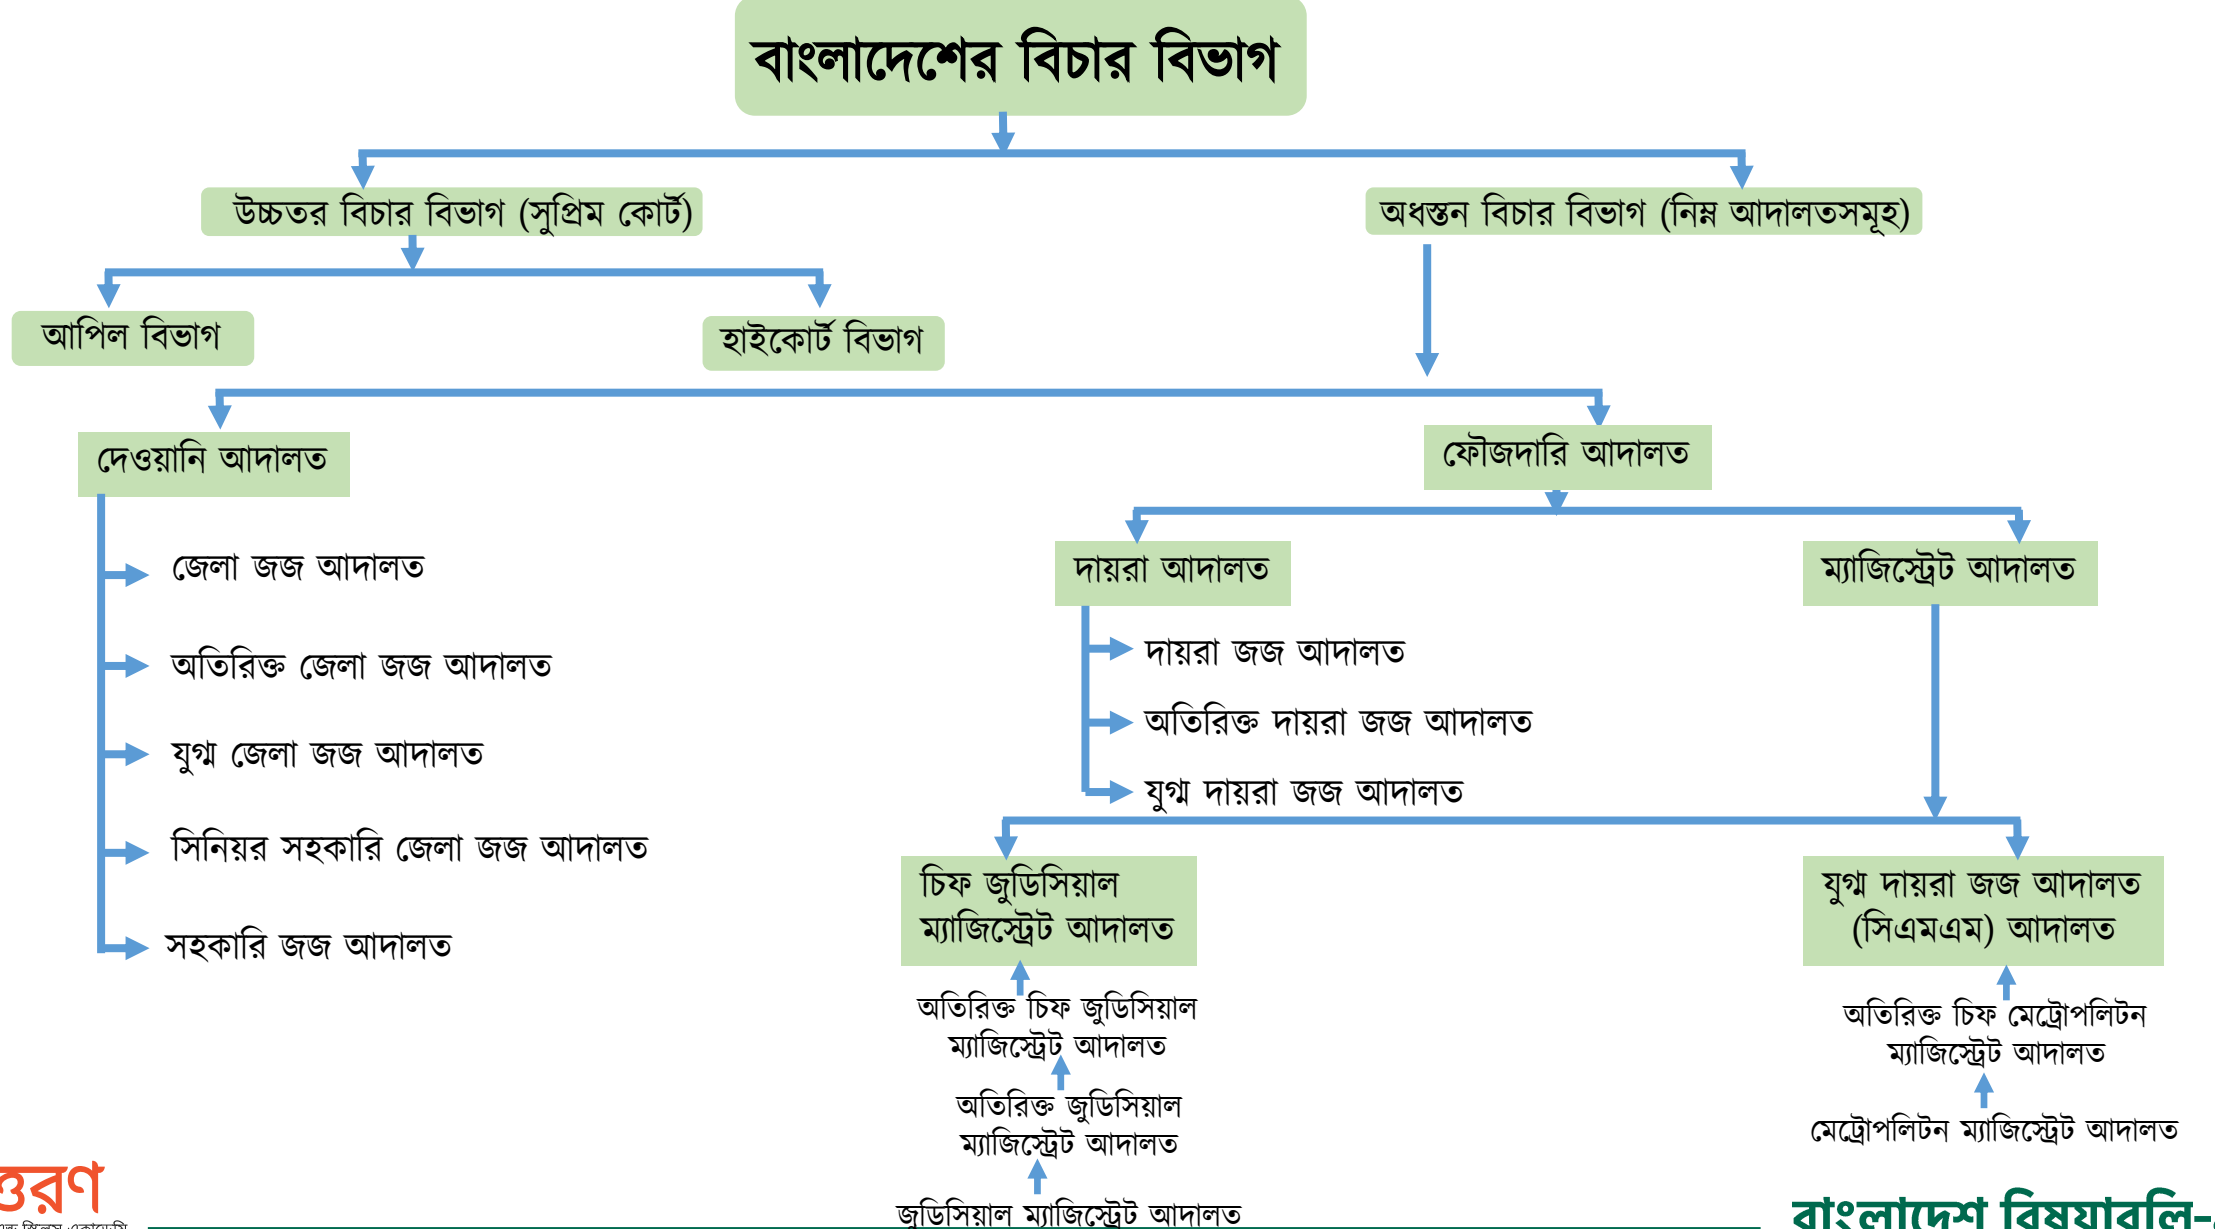 বাংলাদেশের বিচার বিভাগ
উচ্চতর বিচার বিভাগ (সুপ্রিম কোর্ট)
অধস্তন বিচার বিভাগ (নিম্ন আদালতসমূহ)
আপিল বিভাগ
হাইকোর্ট বিভাগ
দেওয়ানি আদালত
জেলা জজ আদালত
অতিরিক্ত জেলা জজ আদালত
যুগ্ম জেলা জজ আদালত
সিনিয়র সহকারি জেলা জজ আদালত
সহকারি জজ আদালত
ফৌজদারি আদালত
দায়রা আদালত
দায়রা জজ আদালত
অতিরিক্ত দায়রা জজ আদালত
যুগ্ম দায়রা জজ আদালত
ম্যাজিস্ট্রেট আদালত
চিফ জুডিসিয়াল
ম্যাজিস্ট্রেট আদালত
অতিরিক্ত চিফ জুডিসিয়াল
ম্যাজিস্ট্রেট আদালত
অতিরিক্ত জুডিসিয়াল
ম্যাজিস্ট্রেট আদালত
জুডিসিয়াল ম্যাজিস্ট্রেট আদালত
যুগ্ম দায়রা জজ আদালত
(সিএমএম) আদালত
অতিরিক্ত চিফ মেট্রোপলিটন
ম্যাজিস্ট্রেট আদালত
মেট্রোপলিটন ম্যাজিস্ট্রেট আদালত
ত্তরণ
বাংলাদেশ বিষয়াবলি-